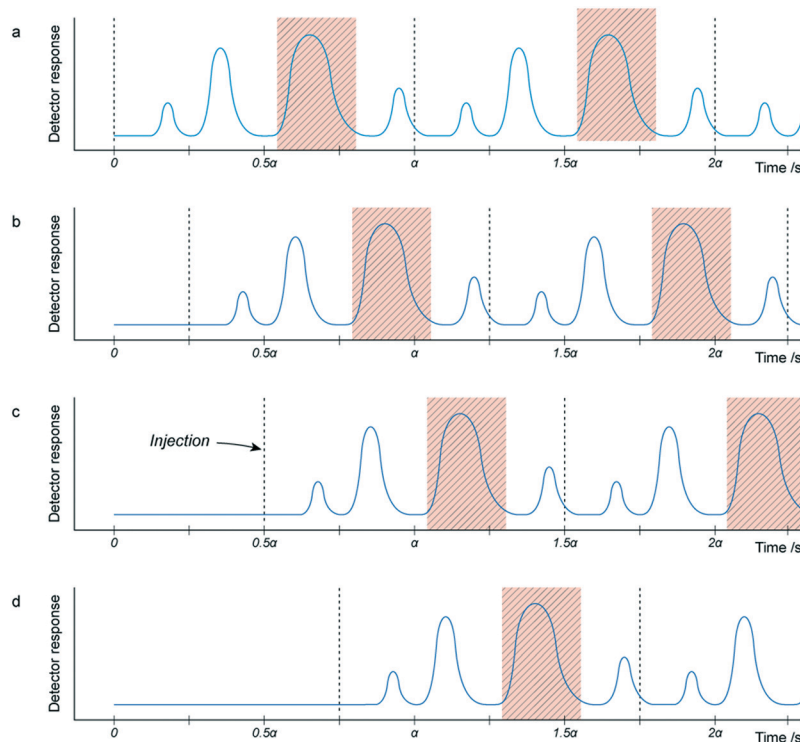 a
Detector response
0
0.5α
α
1.5α
2α
Time /s
b
Detector response
0
0.5α
α
1.5α
2α
Time /s
c
Detector response
Injection
0
0.5α
α
1.5α
2α
Time /s
d
Detector response
0
0.5α
α
1.5α
2α
Time /s